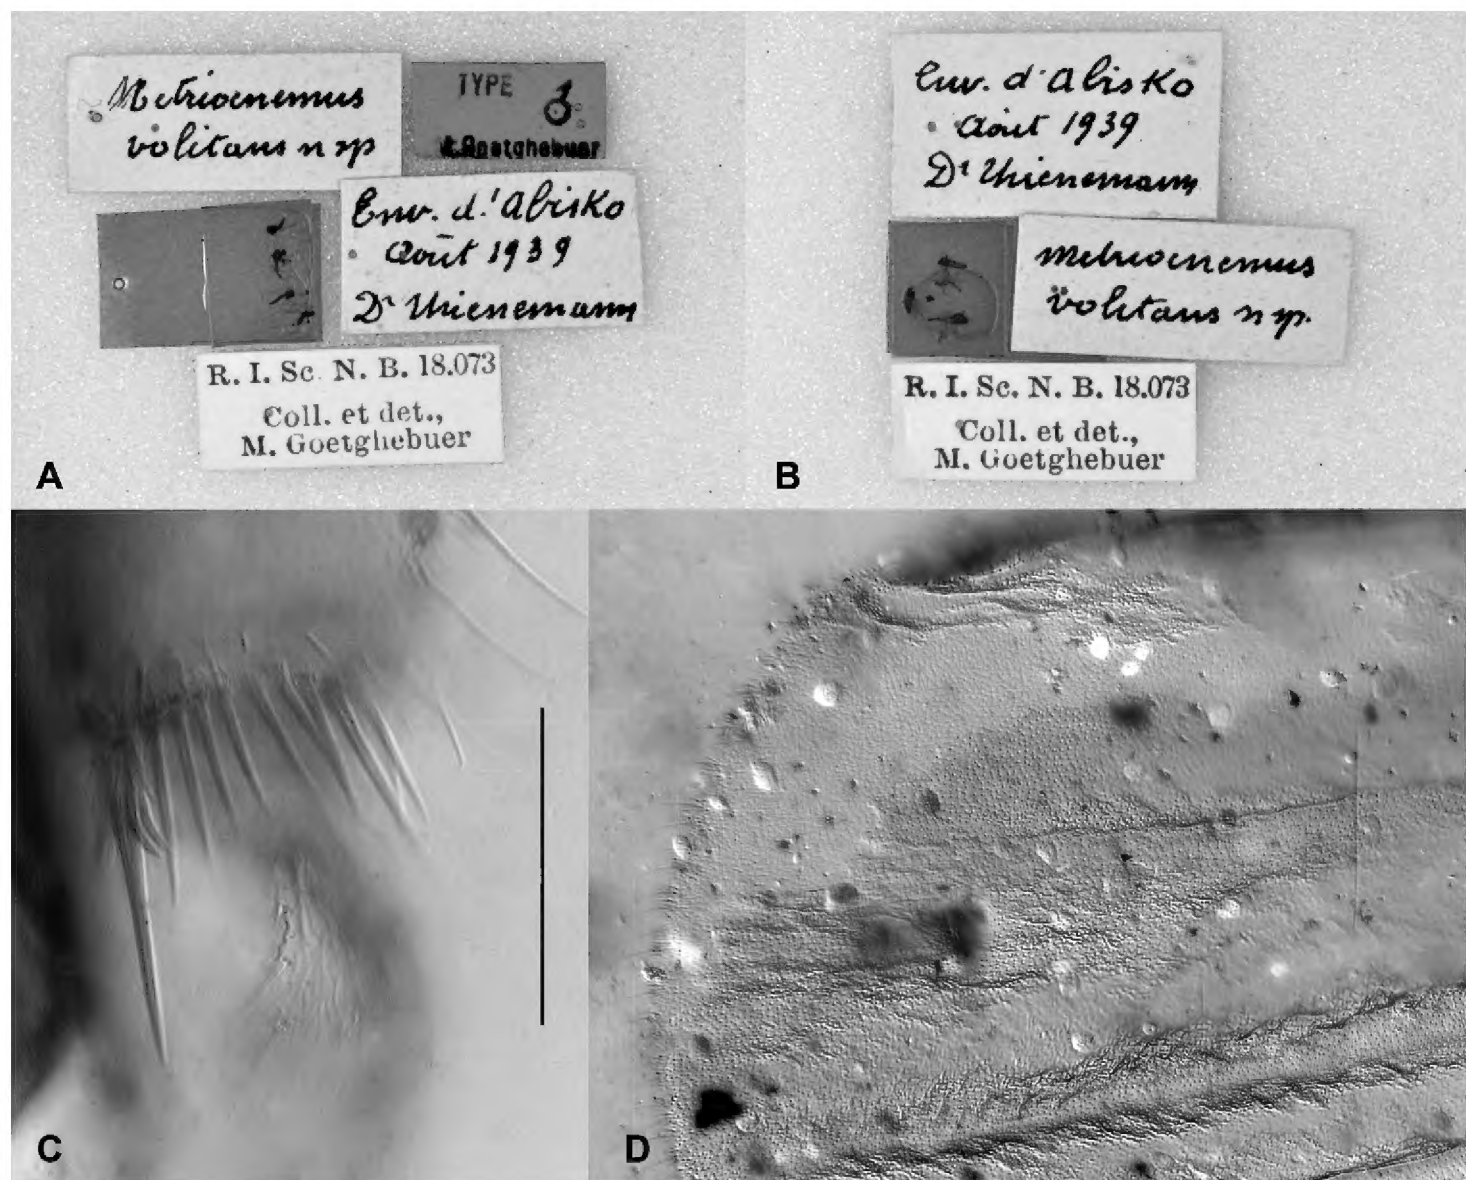 Metriocnemus
volitans n sp
TYPE ♂
A. Goetghebuer
Env. d'Abisko
Août 1939
Dr Thienemann
R. I. Sc. N. B. 18.073
Coll. et det.,
M. Goetghebuer
A
Env. d'Abisko
Août 1939
Dr Thienemann
Metriocnemus
volitans n sp.
R. I. Sc. N. B. 18.073
Coll. et det.,
M. Goetghebuer
B
C
D